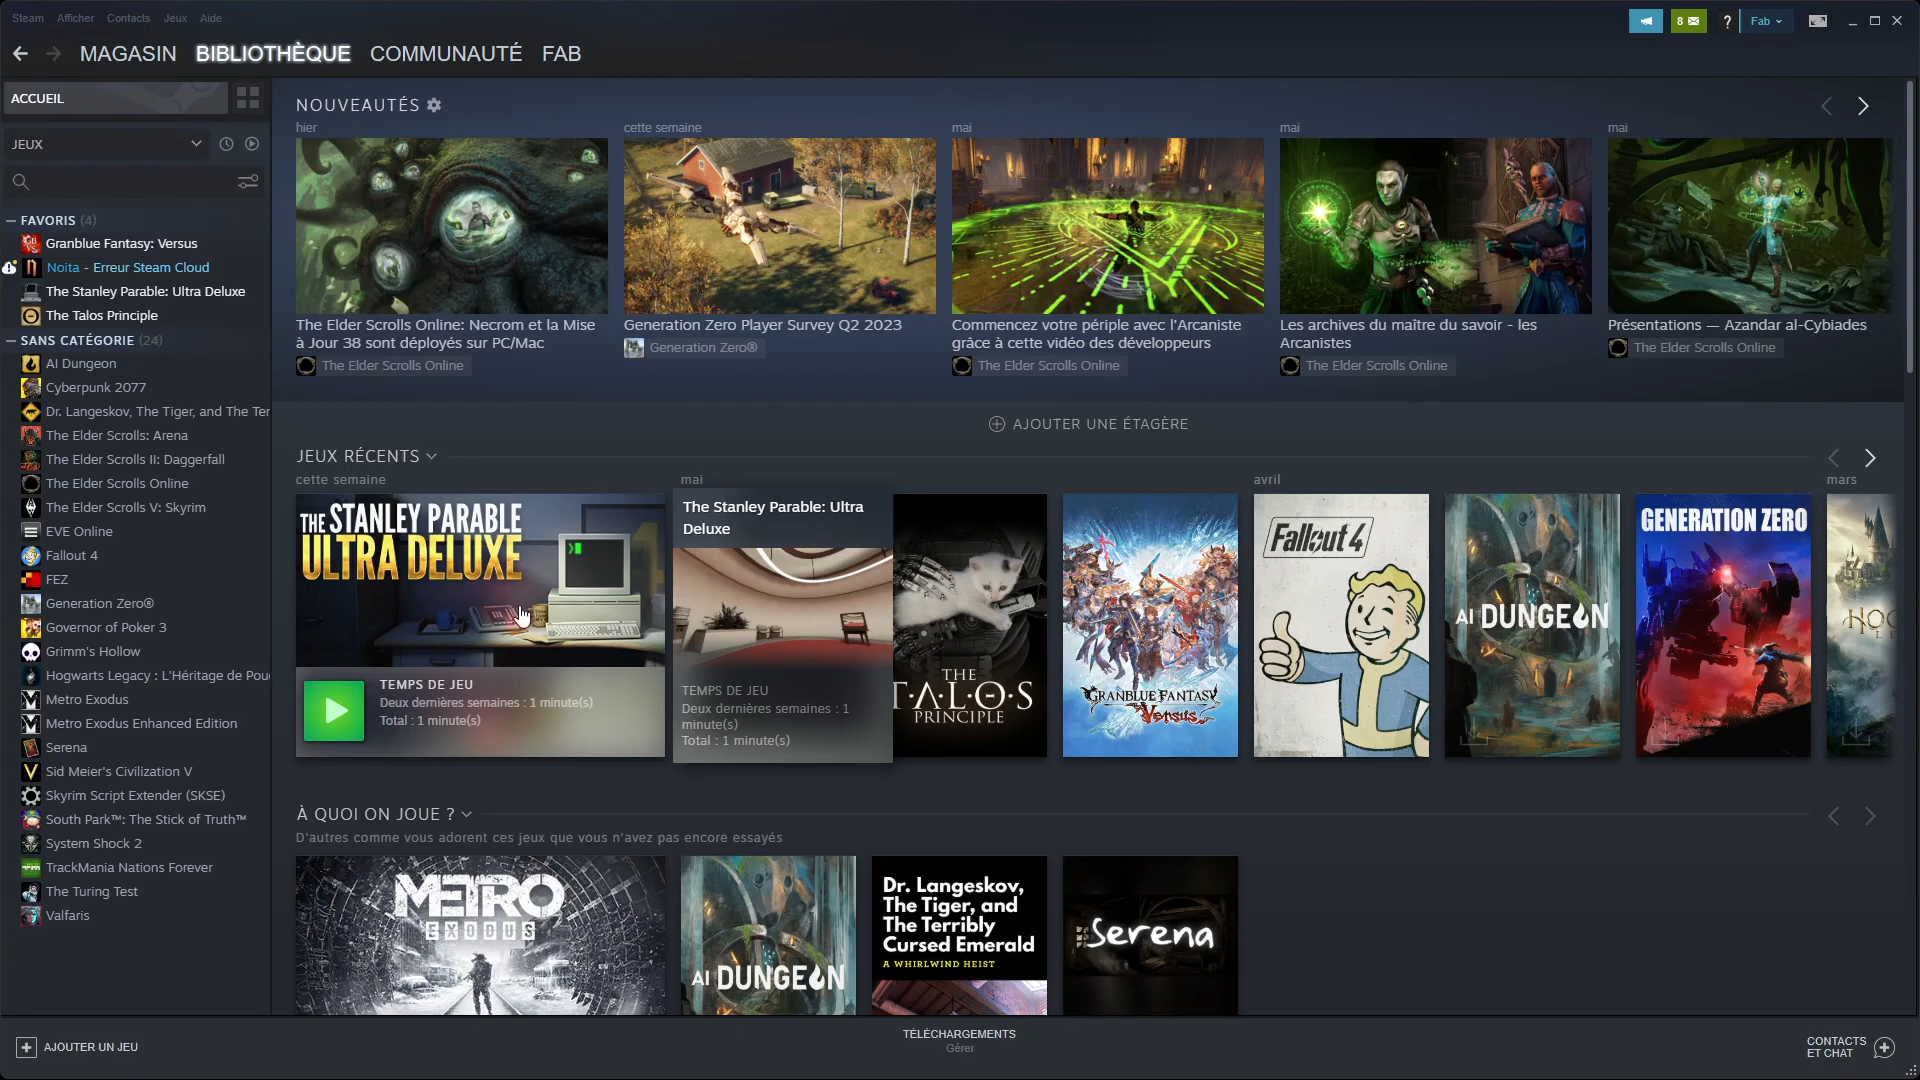 Steam Afficher Contacts Jeux Aide
8
?
Fab
MAGASIN BIBLIOTHÈQUE COMMUNAUTÉ FAB
ACCUEIL
JEUX
FAVORIS (4)
Granblue Fantasy: Versus
Noita - Erreur Steam Cloud
The Stanley Parable: Ultra Deluxe
The Talos Principle
SANS CATÉGORIE (24)
AI Dungeon
Cyberpunk 2077
Dr. Langeskov, The Tiger, and The Ter
The Elder Scrolls: Arena
The Elder Scrolls II: Daggerfall
The Elder Scrolls Online
The Elder Scrolls V: Skyrim
EVE Online
Fallout 4
FEZ
Generation Zero®
Governor of Poker 3
Grimm's Hollow
Hogwarts Legacy : L'Héritage de Pou
Metro Exodus
Metro Exodus Enhanced Edition
Serena
Sid Meier's Civilization V
Skyrim Script Extender (SKSE)
South Park™: The Stick of Truth™
System Shock 2
TrackMania Nations Forever
The Turing Test
Valfaris
NOUVEAUTÉS
hier
The Elder Scrolls Online: Necrom et la Mise
à Jour 38 sont déployés sur PC/Mac
The Elder Scrolls Online
cette semaine
Generation Zero Player Survey Q2 2023
Generation Zero®
mai
Commencez votre périple avec l'Arcaniste
grâce à cette vidéo des développeurs
The Elder Scrolls Online
mai
Les archives du maître du savoir - les
Arcanistes
The Elder Scrolls Online
mai
Présentations — Azandar al-Cybiades
The Elder Scrolls Online
AJOUTER UNE ÉTAGÈRE
JEUX RÉCENTS
cette semaine
THE STANLEY PARABLE
ULTRA DELUXE
TEMPS DE JEU
Deux dernières semaines : 1 minute(s)
Total : 1 minute(s)
mai
The Stanley Parable: Ultra
Deluxe
TEMPS DE JEU
Deux dernières semaines : 1
minute(s)
Total : 1 minute(s)
THE
TALOS
PRINCIPLE
GRANBLUE FANTASY
Versus
avril
Fallout 4
AI DUNGEON
GENERATION ZERO
mars
HOG
LE
À QUOI ON JOUE ?
D'autres comme vous adorent ces jeux que vous n'avez pas encore essayés
METRO
EXODUS
AI DUNGEON
Dr. Langeskov,
The Tiger, and
The Terribly
Cursed Emerald
A WHIRLWIND HEIST
Serena
AJOUTER UN JEU
TÉLÉCHARGEMENTS
Gérer
CONTACTS
ET CHAT